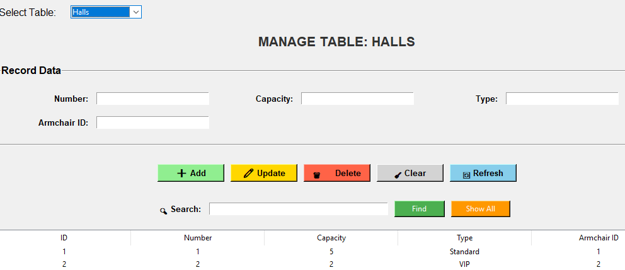 Select Table: Halls
MANAGE TABLE: HALLS
Record Data
Number: Capacity: Type:
Armchair ID:
Add Update Delete Clear Refresh
Search: Find Show All
ID Number Capacity Type Armchair ID
1 1 5 Standard 1
2 2 2 VIP 2